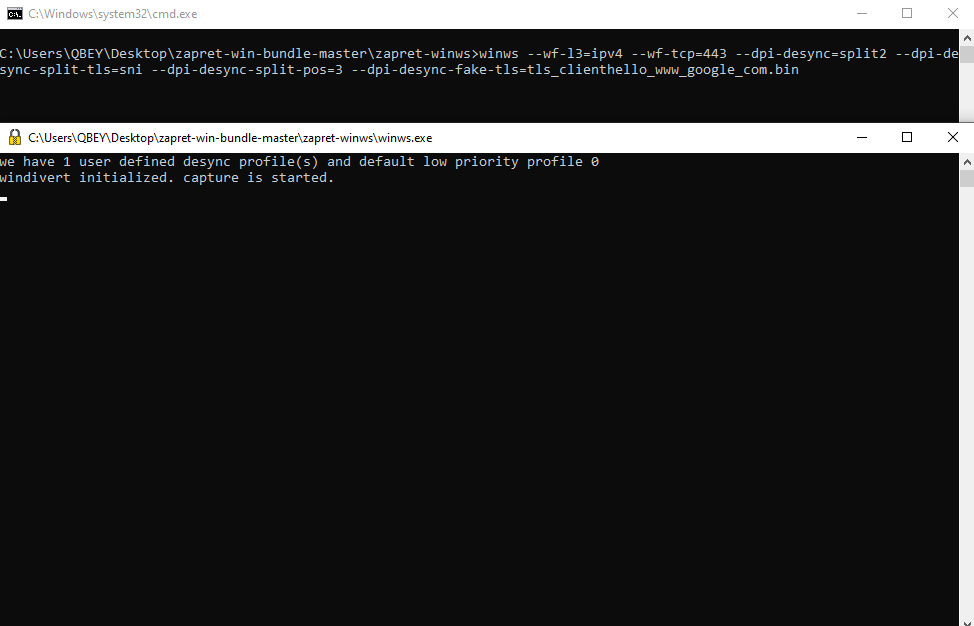 C:\Windows\system32\cmd.exe
C:\Users\QBEY\Desktop\zapret-win-bundle-master\zapret-winws>winws --wf-l3=ipv4 --wf-tcp=443 --dpi-desync=split2 --dpi-de
sync-split-tls=sni --dpi-desync-split-pos=3 --dpi-desync-fake-tls=tls_clienthello_www_google_com.bin
C:\Users\QBEY\Desktop\zapret-win-bundle-master\zapret-winws\winws.exe
we have 1 user defined desync profile(s) and default low priority profile 0
windivert initialized. capture is started.